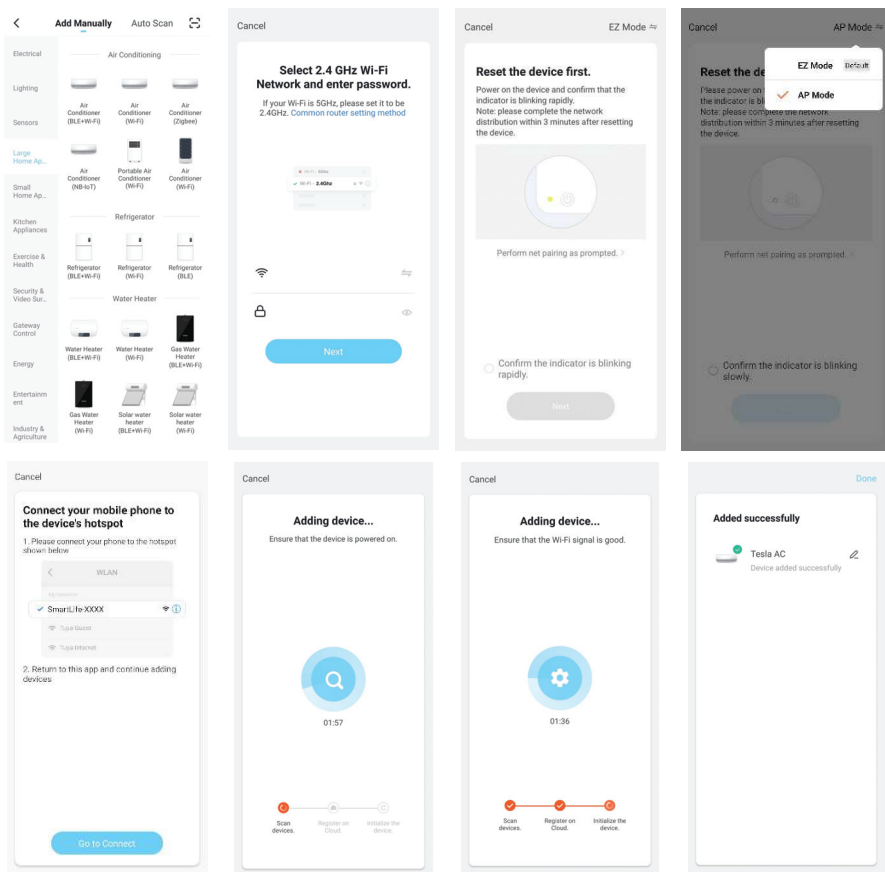 Add Manually
Auto Scan
Electrical
Lighting
Sensors
Large
Home Ap...
Small
Home Ap...
Kitchen
Appliances
Exercise &
Health
Security &
Video Sur...
Gateway
Control
Energy
Entertainm
ent
Industry &
Agriculture
Air Conditioning
Air
Conditioner
(BLE+Wi-Fi)
Air
Conditioner
(Wi-Fi)
Air
Conditioner
(Zigbee)
Air
Conditioner
(NB-IoT)
Portable Air
Conditioner
(Wi-Fi)
Air
Conditioner
(Wi-Fi)
Refrigerator
Refrigerator
(BLE+Wi-Fi)
Refrigerator
(Wi-Fi)
Refrigerator
(BLE)
Water Heater
Water Heater
(BLE+Wi-Fi)
Water Heater
(Wi-Fi)
Gas Water
Heater
(BLE+Wi-Fi)
Gas Water
Heater
(Wi-Fi)
Solar water
heater
(BLE+Wi-Fi)
Solar water
heater
(Wi-Fi)
Cancel
Select 2.4 GHz Wi-Fi
Network and enter password.
If your Wi-Fi is 5GHz, please set it to be
2.4GHz. Common router setting method
Wi-Fi - 5Ghz
Wi-Fi - 2.4Ghz
Next
Cancel
EZ Mode
Reset the device first.
Power on the device and confirm that the
indicator is blinking rapidly.
Note: please complete the network
distribution within 3 minutes after resetting
the device.
Perform net pairing as prompted.
Confirm the indicator is blinking
rapidly.
Next
Cancel
AP Mode
EZ Mode Default
AP Mode
Reset the de
Please power on
the indicator is bl
Note: please complete the network
distribution within 3 minutes after resetting
the device.
Perform net pairing as prompted.
Confirm the indicator is blinking
slowly.
Cancel
Connect your mobile phone to
the device's hotspot
1. Please connect your phone to the hotspot
shown below
WLAN
SmartLife-XXXX
Tuya Guest
Tuya Internet
2. Return to this app and continue adding
devices
Go to Connect
Cancel
Adding device...
Ensure that the device is powered on.
01:57
Scan
devices.
Register on
Cloud.
Initialize the
device.
Cancel
Adding device...
Ensure that the Wi-Fi signal is good.
01:36
Scan
devices.
Register on
Cloud.
Initialize the
device.
Done
Added successfully
Tesla AC
Device added successfully